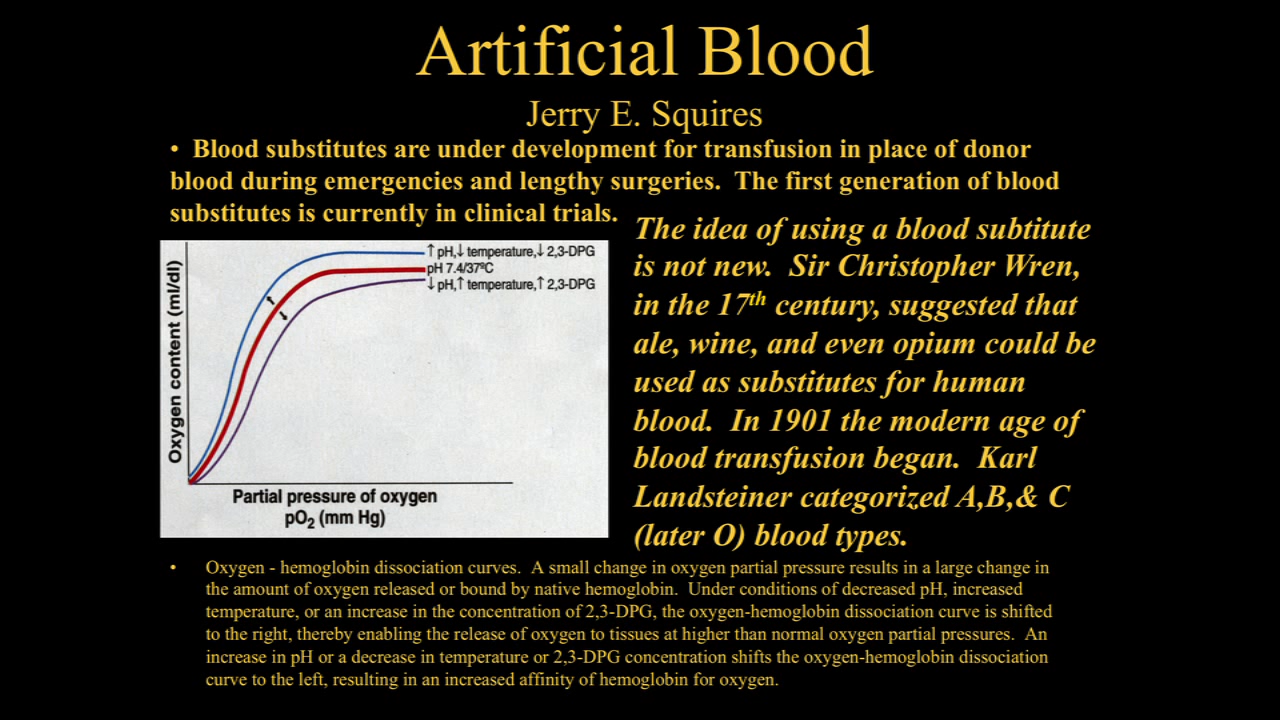 Artificial Blood
Jerry E. Squires
• Blood substitutes are under development for transfusion in place of donor
blood during emergencies and lengthy surgeries. The first generation of blood
substitutes is currently in clinical trials.
The idea of using a blood subtitute
is not new. Sir Christopher Wren,
in the 17th century, suggested that
ale, wine, and even opium could be
used as substitutes for human
blood. In 1901 the modern age of
blood transfusion began. Karl
Landsteiner categorized A,B,& C
(later O) blood types.
Oxygen content (ml/dl)
↑ pH,↓ temperature,↓ 2,3-DPG
pH 7.4/37ºC
↓ pH,↑ temperature,↑ 2,3-DPG
Partial pressure of oxygen
pO₂ (mm Hg)
• Oxygen - hemoglobin dissociation curves. A small change in oxygen partial pressure results in a large change in
the amount of oxygen released or bound by native hemoglobin. Under conditions of decreased pH, increased
temperature, or an increase in the concentration of 2,3-DPG, the oxygen-hemoglobin dissociation curve is shifted
to the right, thereby enabling the release of oxygen to tissues at higher than normal oxygen partial pressures. An
increase in pH or a decrease in temperature or 2,3-DPG concentration shifts the oxygen-hemoglobin dissociation
curve to the left, resulting in an increased affinity of hemoglobin for oxygen.